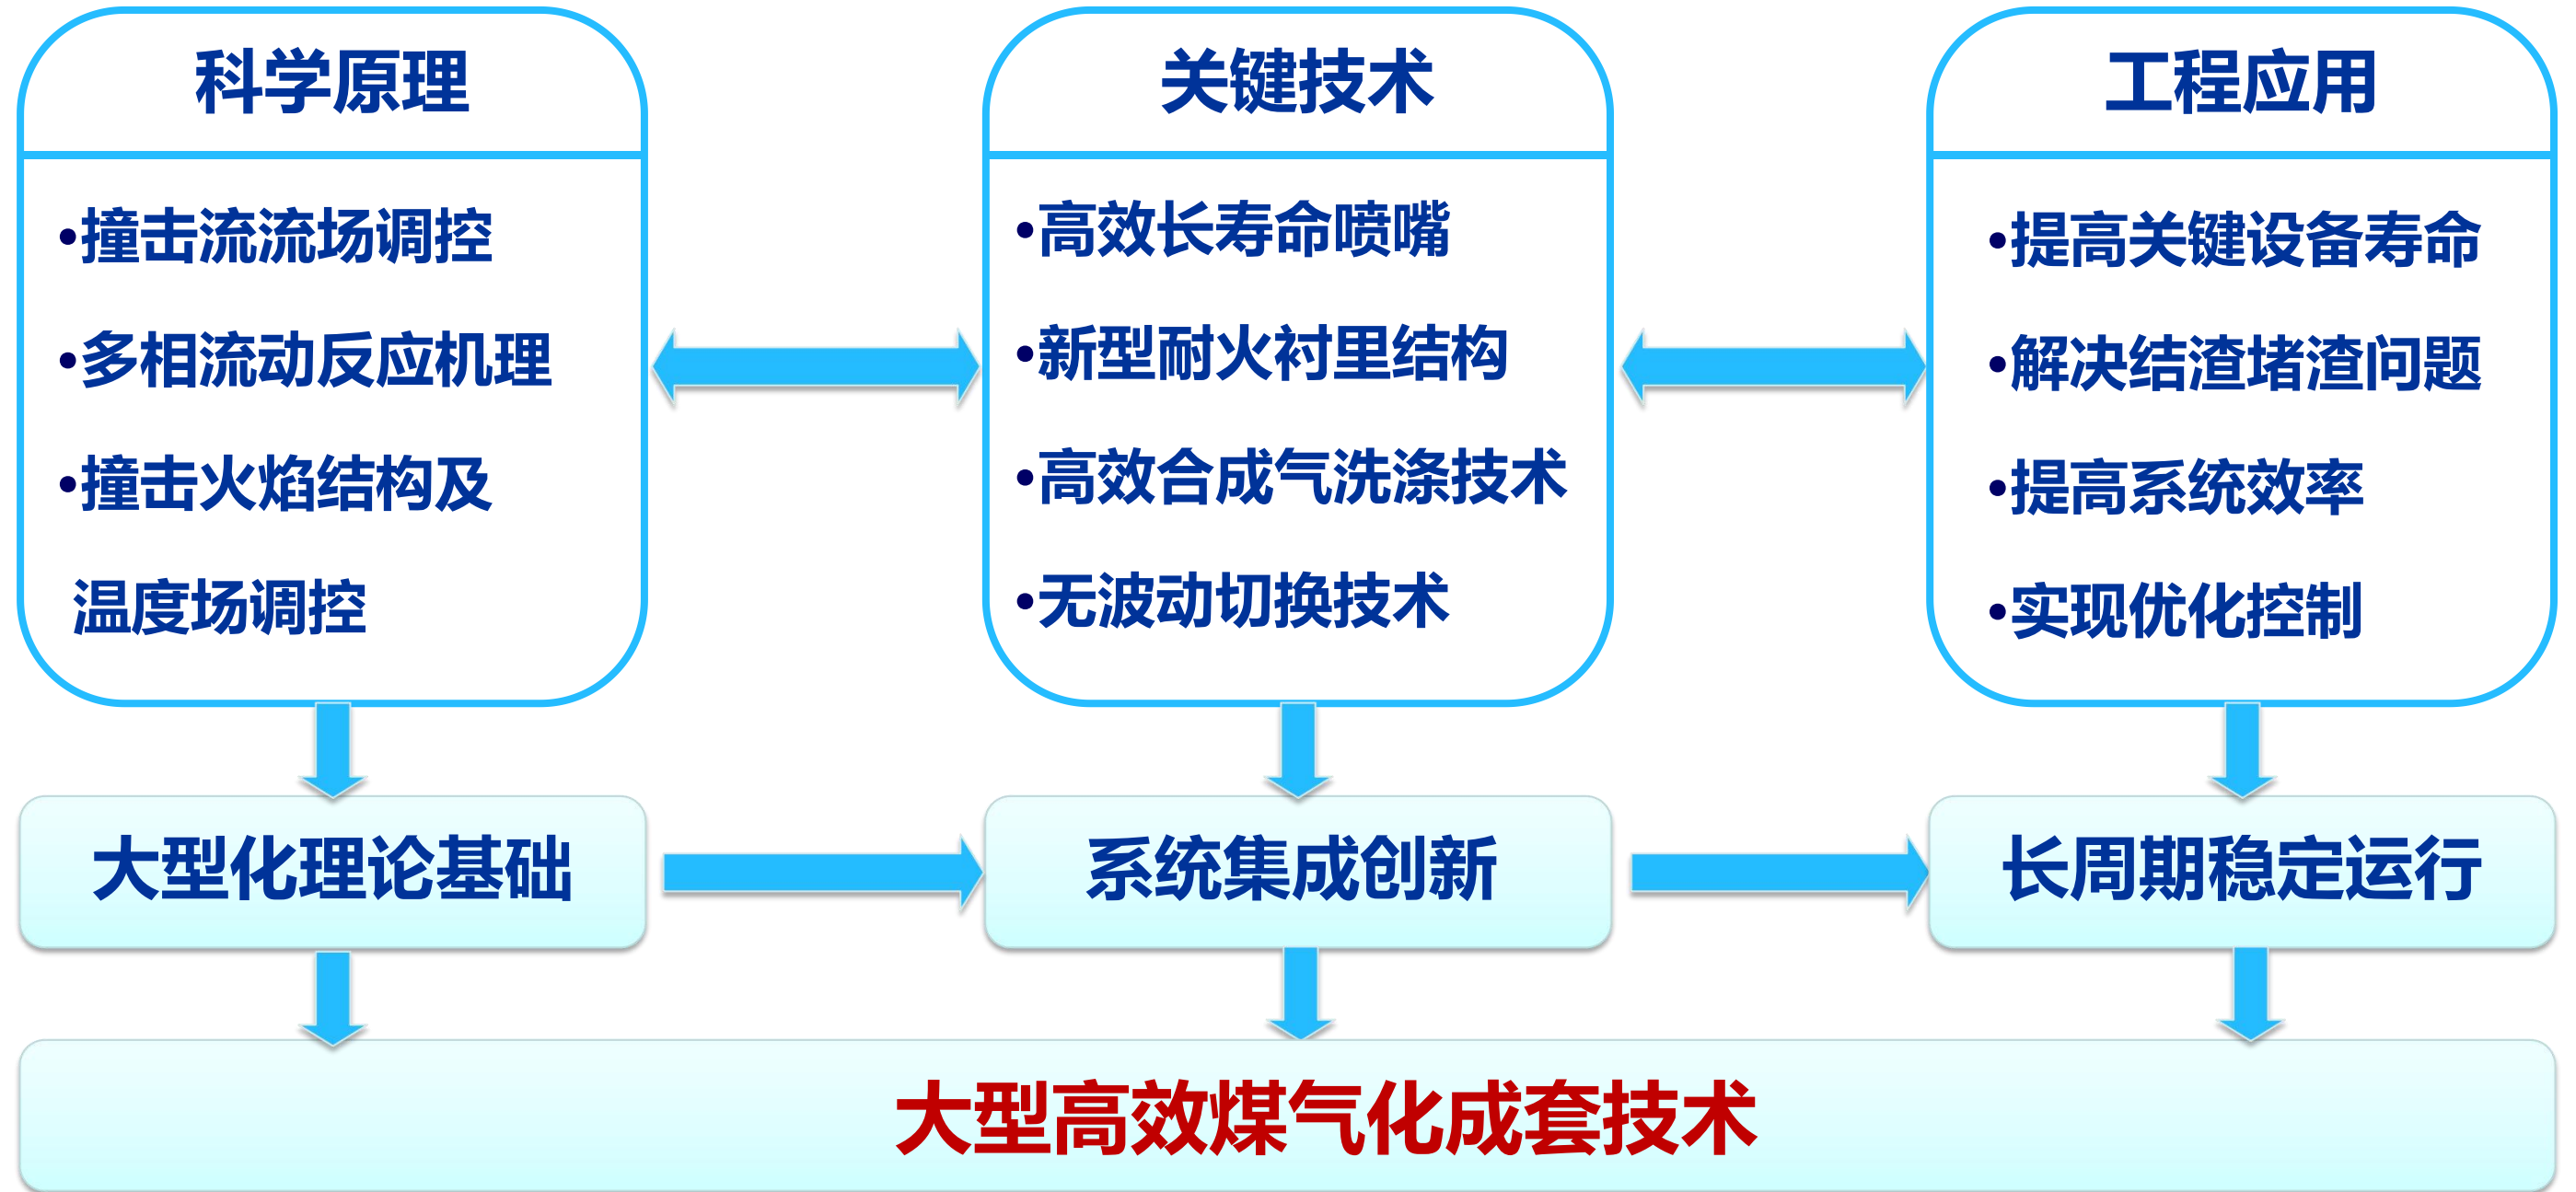 科学原理
•撞击流流场调控
•多相流动反应机理
•撞击火焰结构及
温度场调控
关键技术
•高效长寿命喷嘴
•新型耐火衬里结构
•高效合成气洗涤技术
•无波动切换技术
工程应用
•提高关键设备寿命
•解决结渣堵渣问题
•提高系统效率
•实现优化控制
大型化理论基础
系统集成创新
长周期稳定运行
大型高效煤气化成套技术